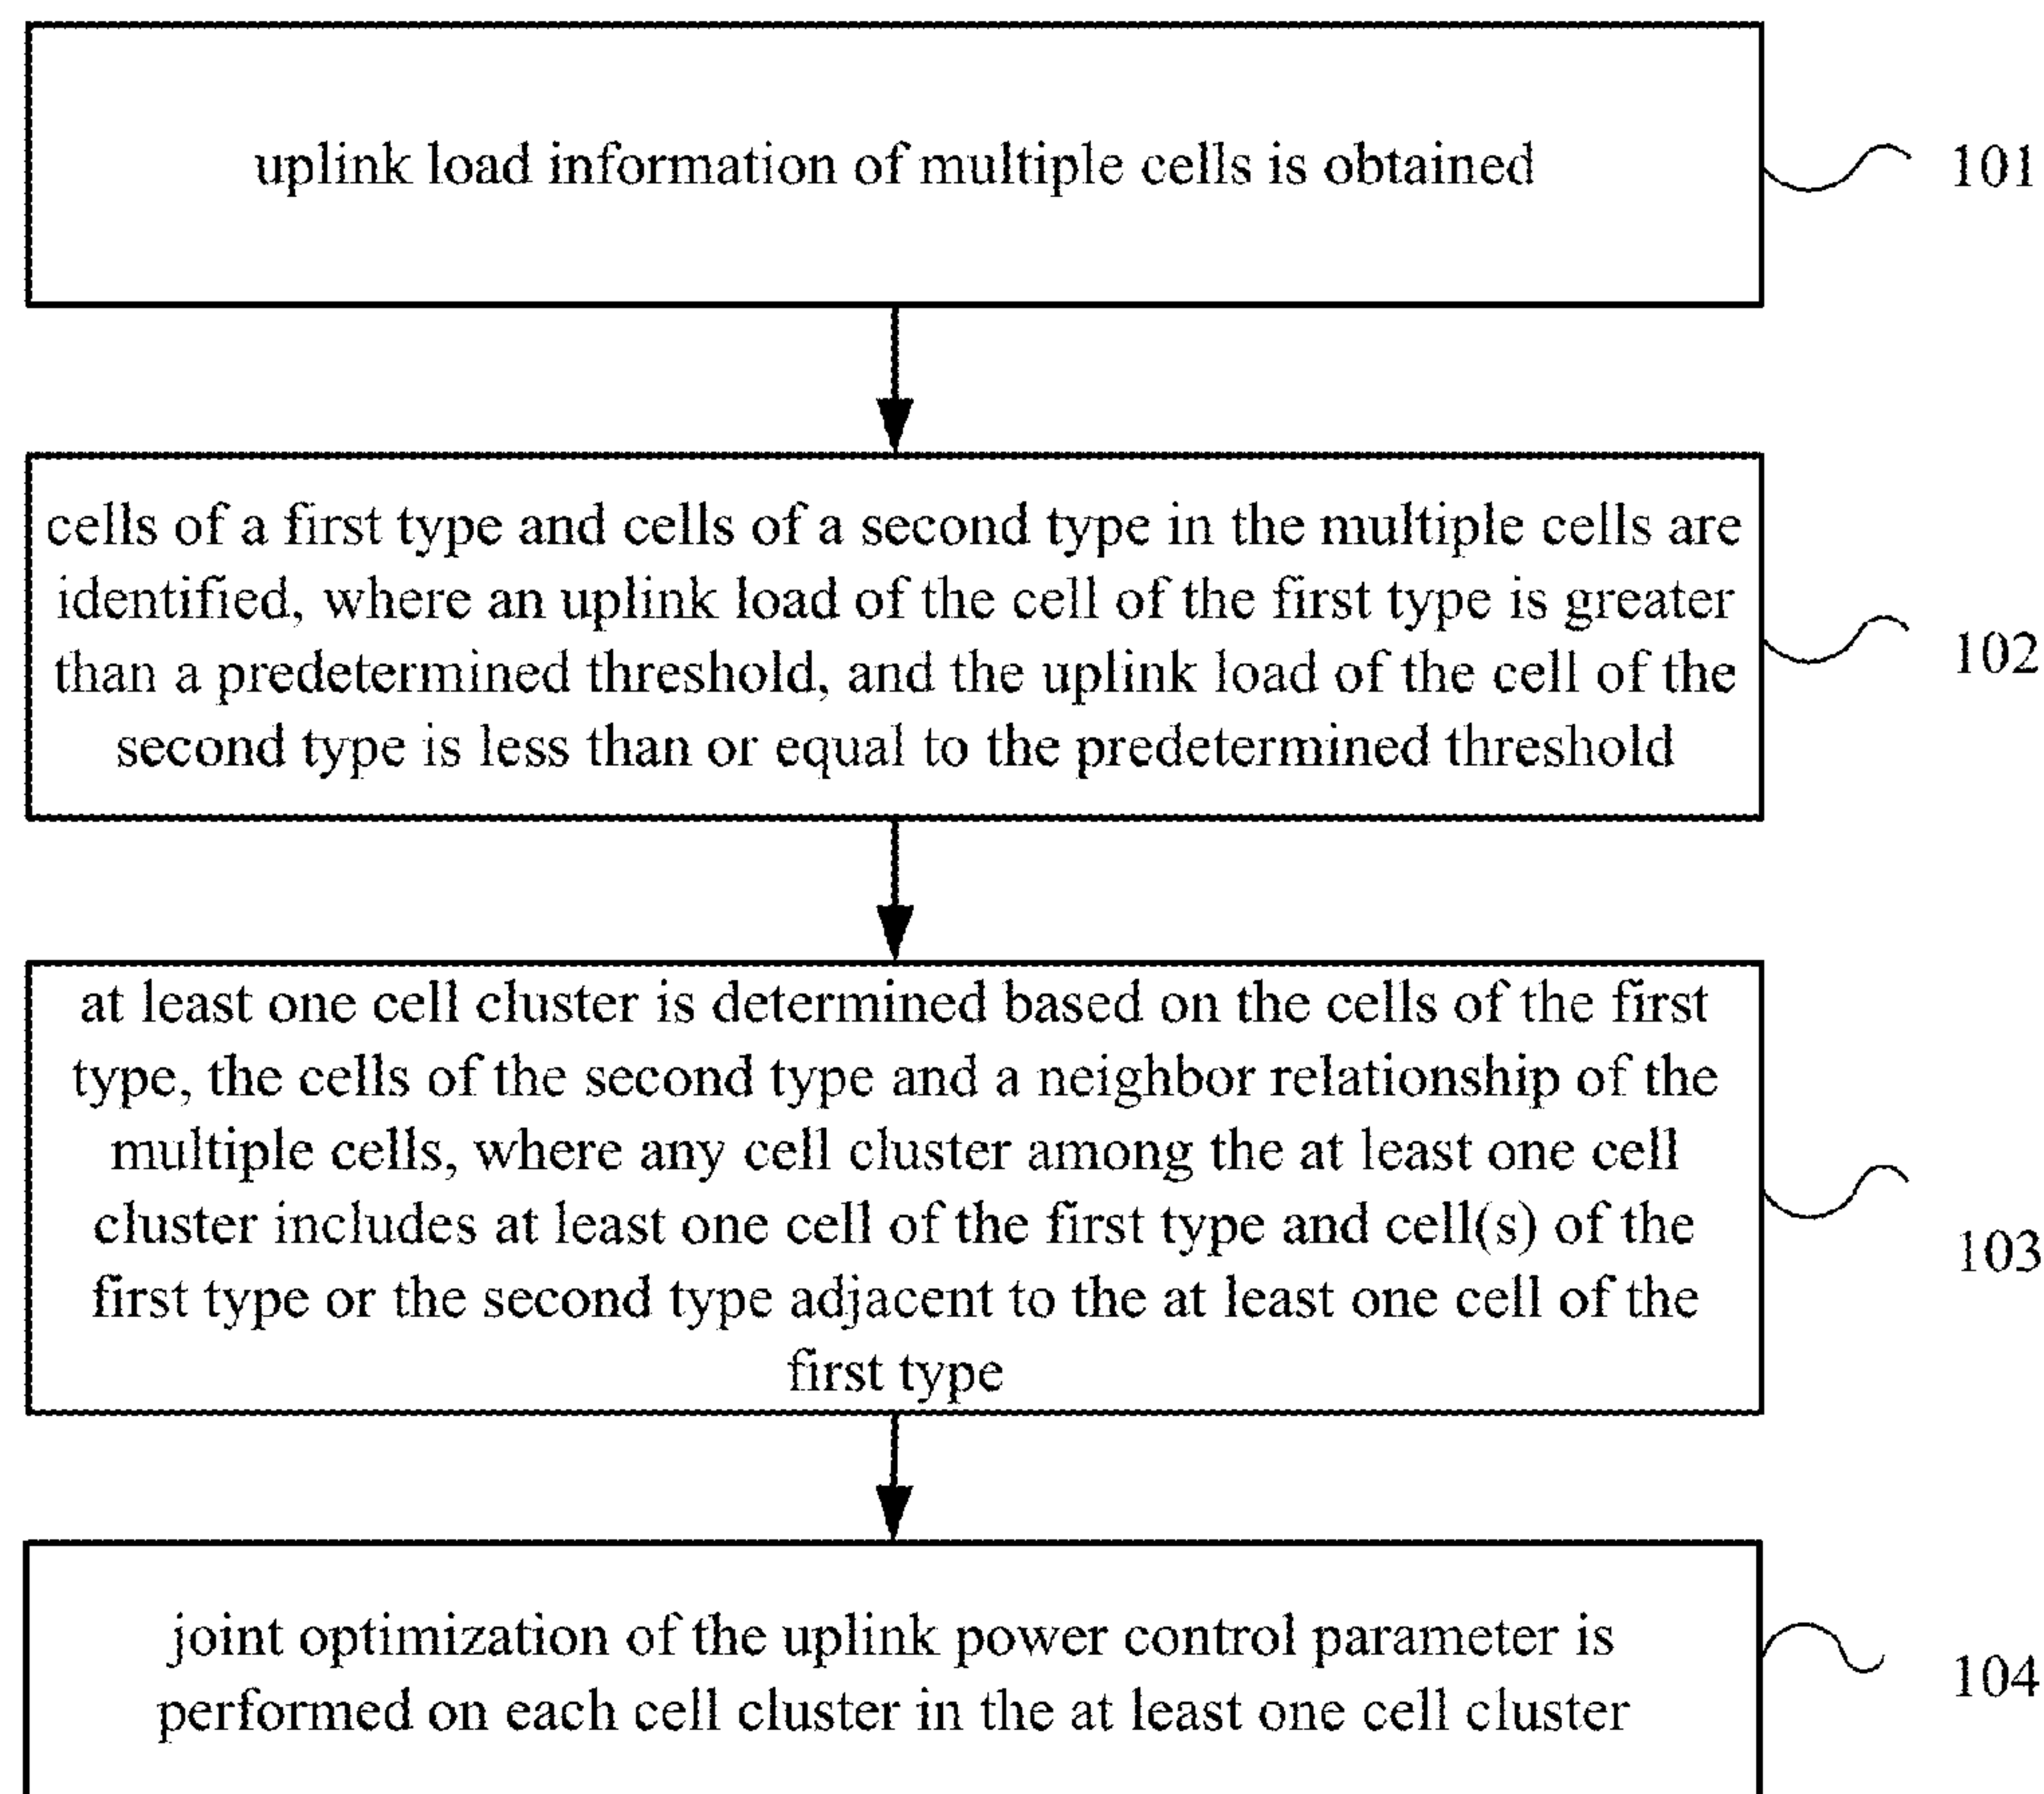 uplink load information of multiple cells is obtained
101
cells of a first type and cells of a second type in the multiple cells are
identified, where an uplink load of the cell of the first type is greater
than a predetermined threshold, and the uplink load of the cell of the
second type is less than or equal to the predetermined threshold
102
at least one cell cluster is determined based on the cells of the first
type, the cells of the second type and a neighbor relationship of the
multiple cells, where any cell cluster among the at least one cell
cluster includes at least one cell of the first type and cell(s) of the
first type or the second type adjacent to the at least one cell of the
first type
103
joint optimization of the uplink power control parameter is
performed on each cell cluster in the at least one cell cluster
104